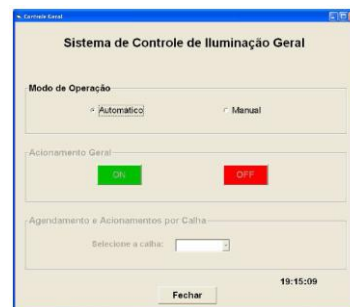 Controle Geral
Sistema de Controle de Iluminação Geral
Modo de Operação
Automático
Manual
Acionamento Geral
ON
OFF
Agendamento e Acionamentos por Calha
Selecione a calha:
19:15:09
Fechar